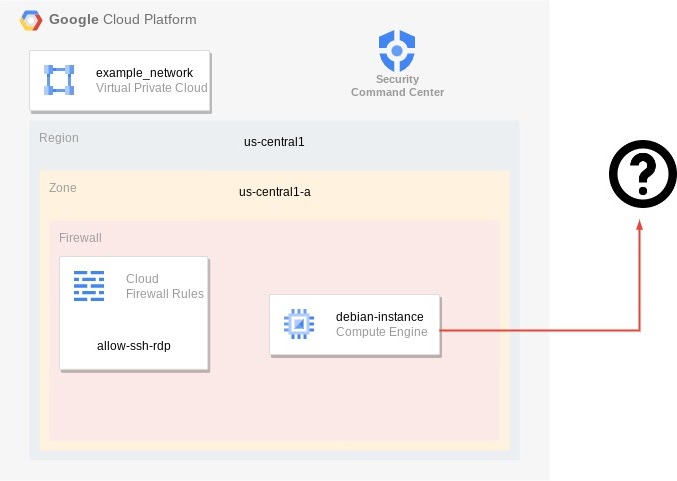 Google Cloud Platform
example_network
Virtual Private Cloud
Security
Command Center
Region
us-central1
Zone
us-central1-a
Firewall
Cloud
Firewall Rules
allow-ssh-rdp
debian-instance
Compute Engine
?